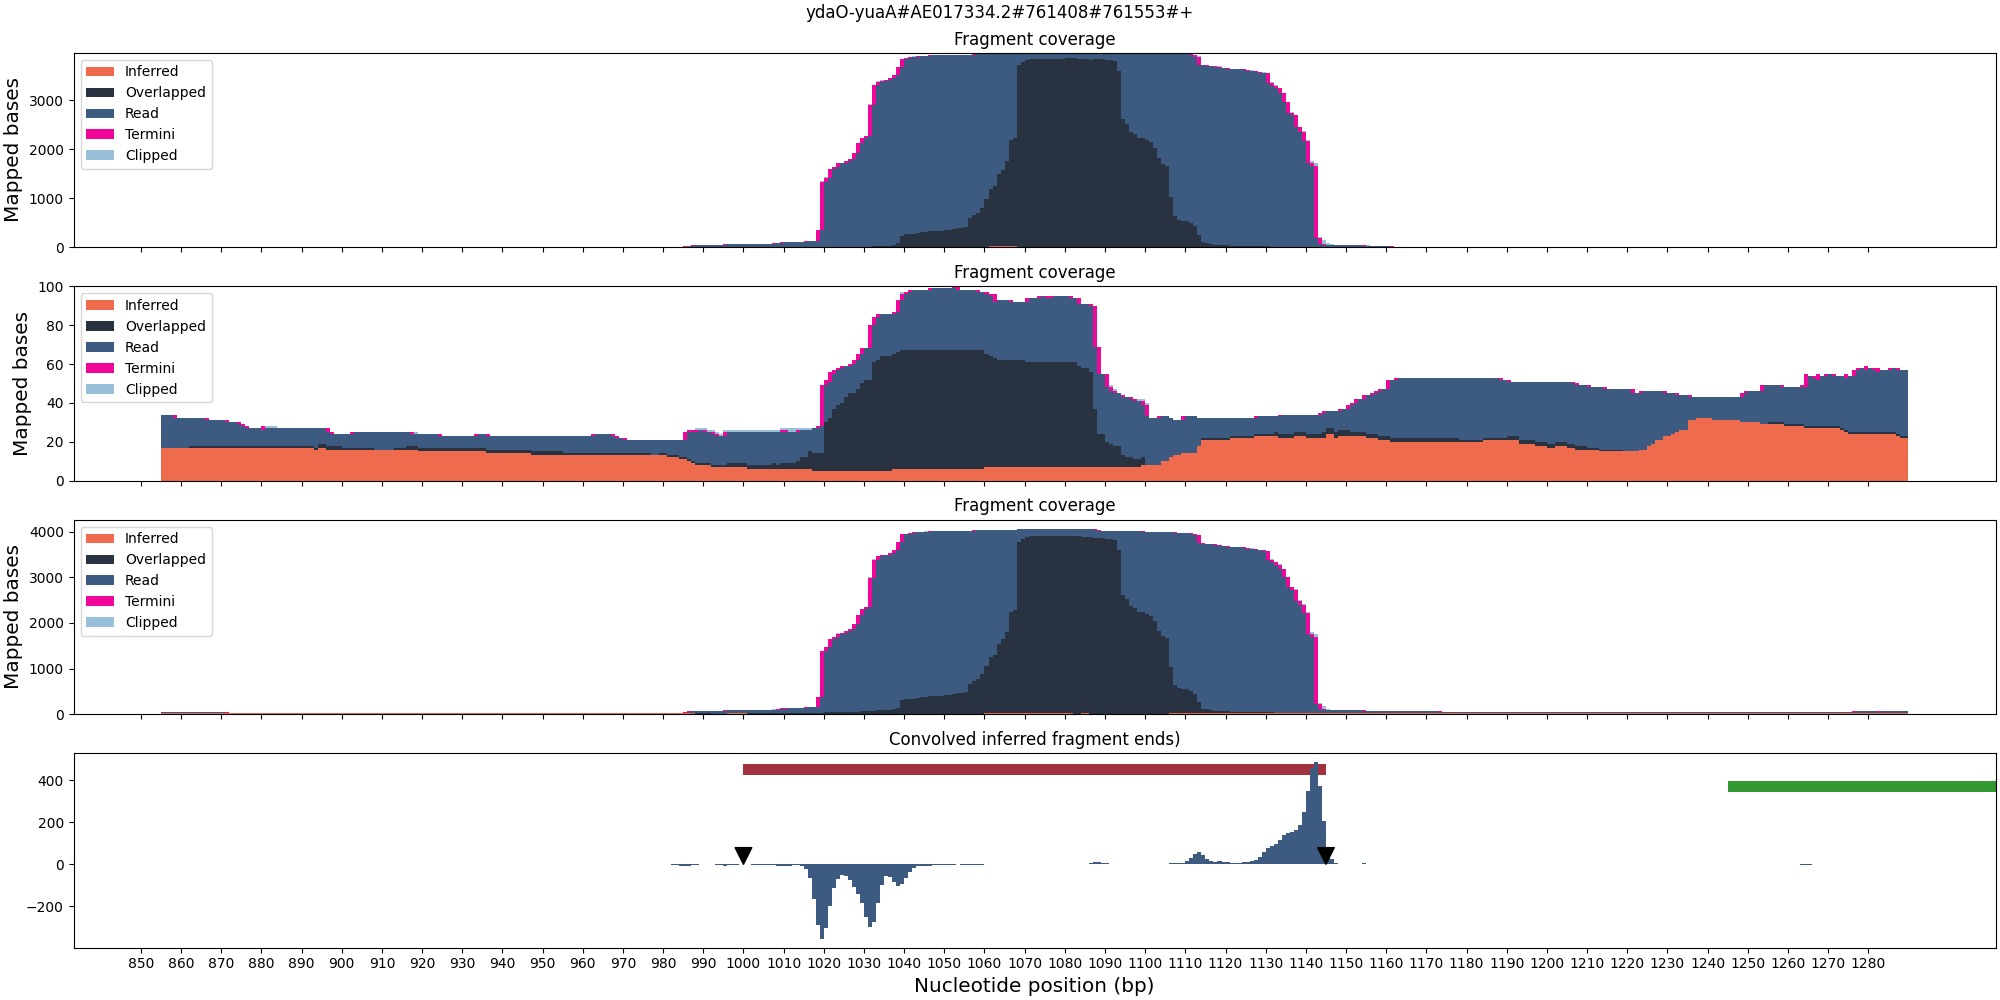 ydaO-yuaA#AE017334.2#761408#761553#+
Fragment coverage
Mapped bases
3000
2000
1000
0
Inferred
Overlapped
Read
Termini
Clipped
Fragment coverage
Mapped bases
100
80
60
40
20
0
Inferred
Overlapped
Read
Termini
Clipped
Fragment coverage
Mapped bases
4000
3000
2000
1000
0
Inferred
Overlapped
Read
Termini
Clipped
Convolved inferred fragment ends)
400
200
0
−200
850 860 870 880 890 900 910 920 930 940 950 960 970 980 990 1000 1010 1020 1030 1040 1050 1060 1070 1080 1090 1100 1110 1120 1130 1140 1150 1160 1170 1180 1190 1200 1210 1220 1230 1240 1250 1260 1270 1280
Nucleotide position (bp)